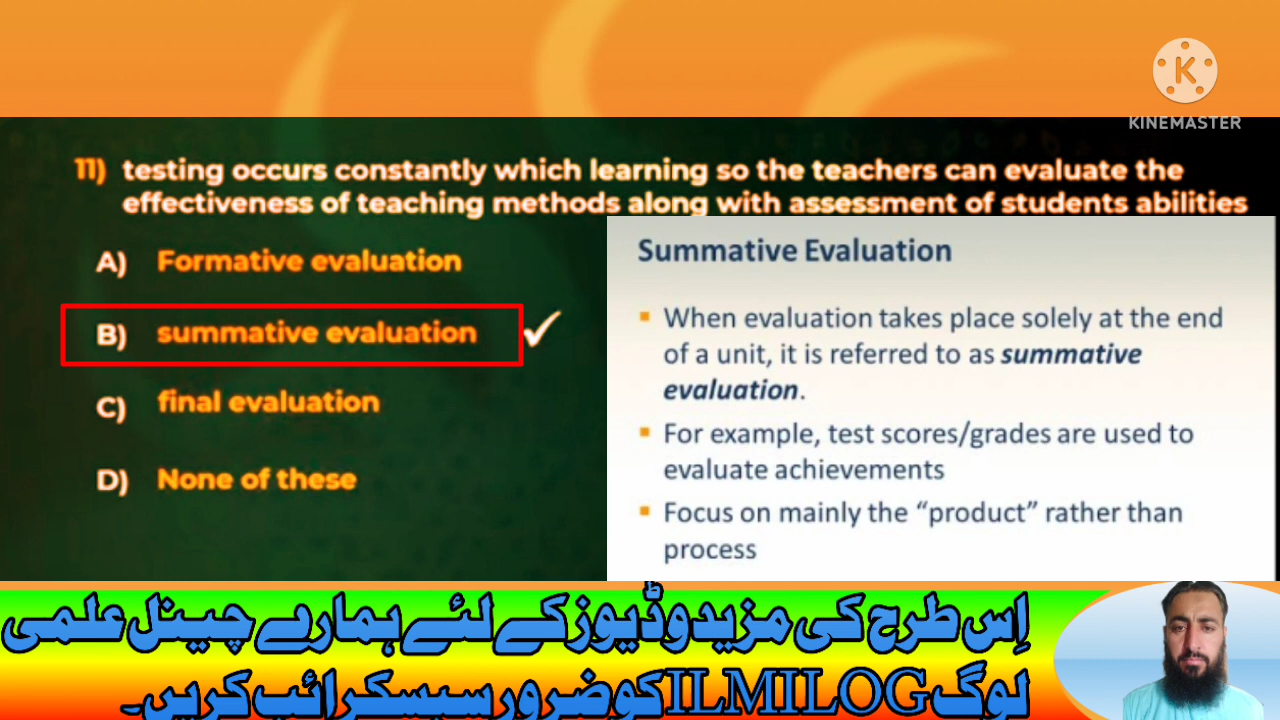 KINEMASTER
11) testing occurs constantly which learning so the teachers can evaluate the
effectiveness of teaching methods along with assessment of students abilities
A) Formative evaluation
B) summative evaluation
C) final evaluation
D) None of these
Summative Evaluation
When evaluation takes place solely at the end
of a unit, it is referred to as summative
evaluation.
For example, test scores/grades are used to
evaluate achievements
Focus on mainly the “product” rather than
process
اِس طرح کی مزید وڈیوز کے لئے ہمارے چینل علمی
لوگ ILMILOG کو ضرور سبسکرائب کریں۔